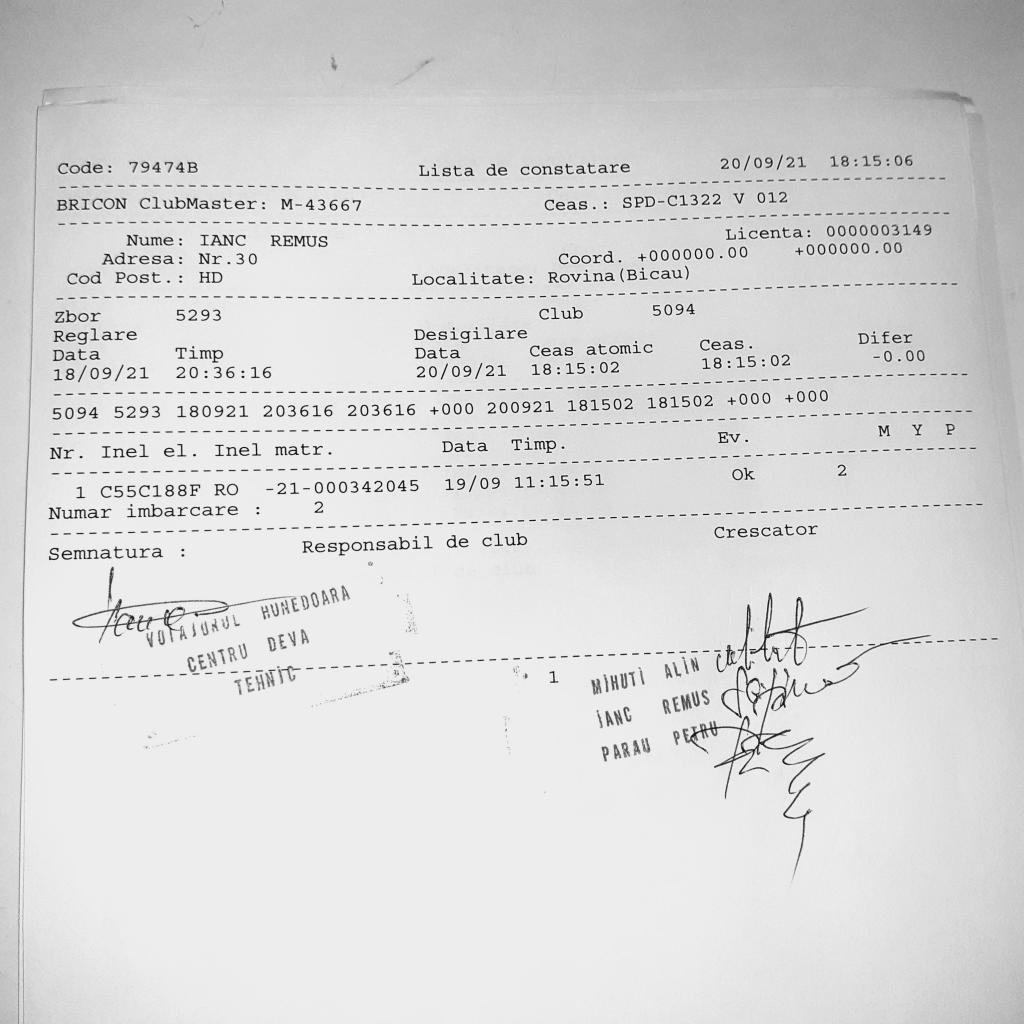 Code: 79474B Lista de constatare 20/09/21 18:15:06
BRICON ClubMaster: M-43667 Ceas.: SPD-C1322 V 012
Nume: IANC REMUS Licenta: 0000003149
Adresa: Nr.30 Coord. +000000.00 +000000.00
Cod Post.: HD Localitate: Rovina(Bicau)
Zbor 5293 Club 5094
Reglare Desigilare
Data Timp Data Ceas atomic Ceas. Difer
18/09/21 20:36:16 20/09/21 18:15:02 18:15:02 -0.00
5094 5293 180921 203616 203616 +000 200921 181502 181502 +000 +000
Nr. Inel el. Inel matr. Data Timp. Ev. M Y P
1 C55C188F RO -21-000342045 19/09 11:15:51 Ok 2
Numar imbarcare : 2
Semnatura : Responsabil de club Crescator
HUNEDOARA
CENTRU DEVA
TEHNIC
1
MIHUTI ALIN
IANC REMUS
PARAU PETRU